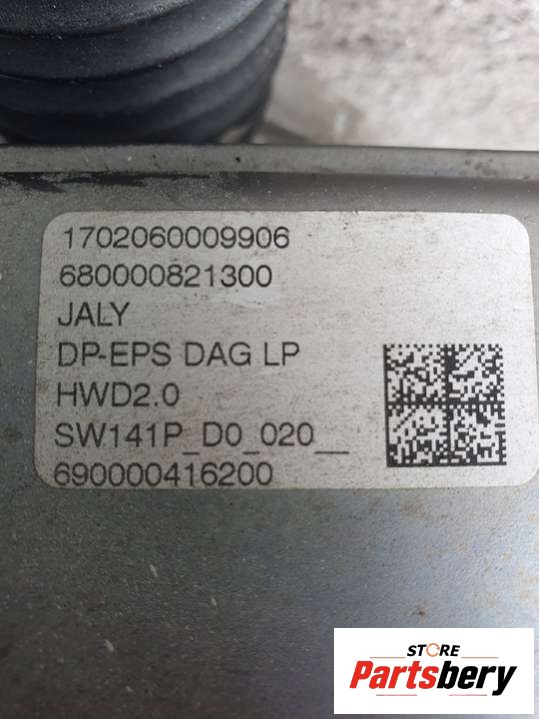 1702060009906
680000821300
JALY
DP-EPS DAG LP
HWD2.0
SW141P_D0_020__
690000416200
STORE
Partsbery